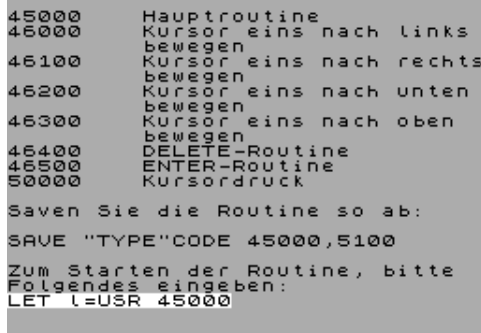 45000 Hauptroutine
46000 Kursor eins nach links
bewegen
46100 Kursor eins nach rechts
bewegen
46200 Kursor eins nach unten
bewegen
46300 Kursor eins nach oben
bewegen
46400 DELETE-Routine
46500 ENTER-Routine
50000 Kursordruck
Saven Sie die Routine so ab:
SAVE "TYPE"CODE 45000,5100
Zum Starten der Routine, bitte
Folgendes eingeben:
LET l=USR 45000